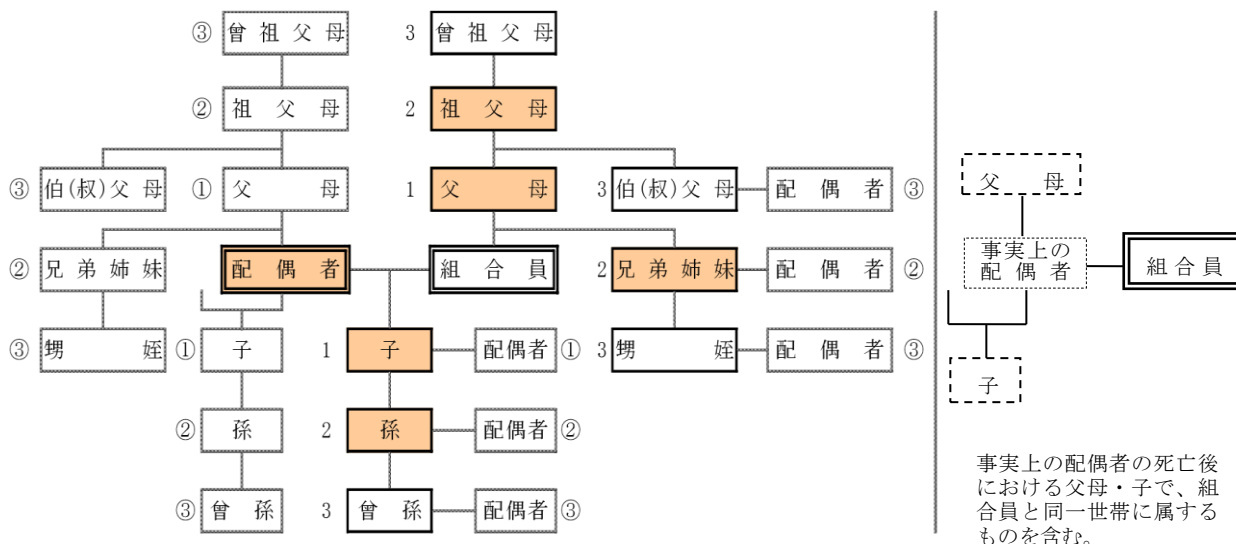 ③ 曾祖父母 3 曾祖父母
② 祖父母 2 祖父母
③ 伯(叔)父母 ① 父母 1 父母 3 伯(叔)父母 配偶者 ③
② 兄弟姉妹 配偶者 組合員 2 兄弟姉妹 配偶者 ②
③ 甥姪 ① 子 1 子 配偶者 ① 3 甥姪 配偶者 ③
② 孫 2 孫 配偶者 ②
③ 曾孫 3 曾孫 配偶者 ③
父母
事実上の
配偶者
組合員
子
事実上の配偶者の死亡後
における父母・子で、組
合員と同一世帯に属する
ものを含む。